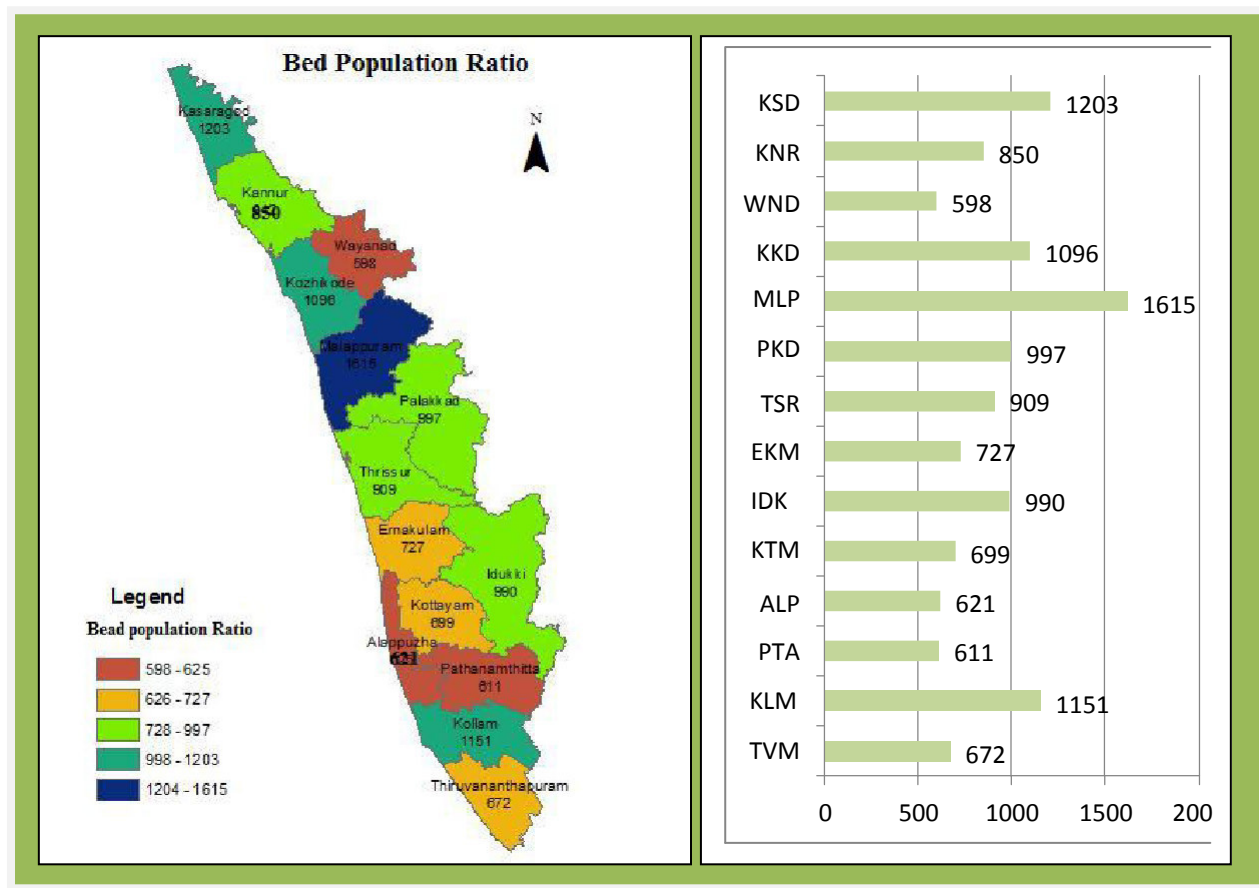 Bed Population Ratio
N
Kasaragod
1203
Kannur
850
Wayanad
598
Kozhikode
1096
Malappuram
1615
Palakkad
997
Thrissur
909
Ernakulam
727
Idukki
990
Kottayam
699
Alappuzha
621
Pathanamthitta
611
Kollam
1151
Thiruvananthapuram
672
Legend
Bead population Ratio
598 - 625
626 - 727
728 - 997
998 - 1203
1204 - 1615
KSD 1203
KNR 850
WND 598
KKD 1096
MLP 1615
PKD 997
TSR 909
EKM 727
IDK 990
KTM 699
ALP 621
PTA 611
KLM 1151
TVM 672
0 500 1000 1500 200